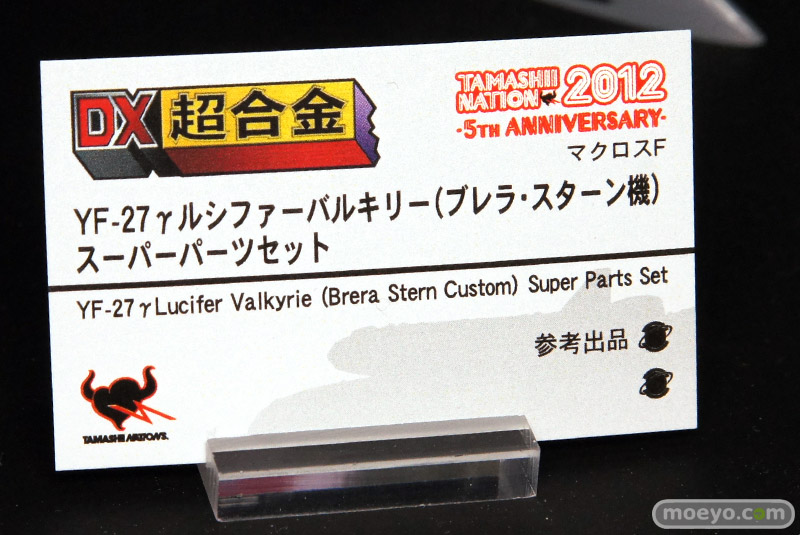 DX超合金
TAMASHII
NATION 2012
-5TH ANNIVERSARY-
マクロスF
YF-27γルシファーバルキリー(ブレラ・スターン機)
スーパーパーツセット
YF-27γLucifer Valkyrie (Brera Stern Custom) Super Parts Set
参考出品
TAMASHII NATIONS.
moeyo.com